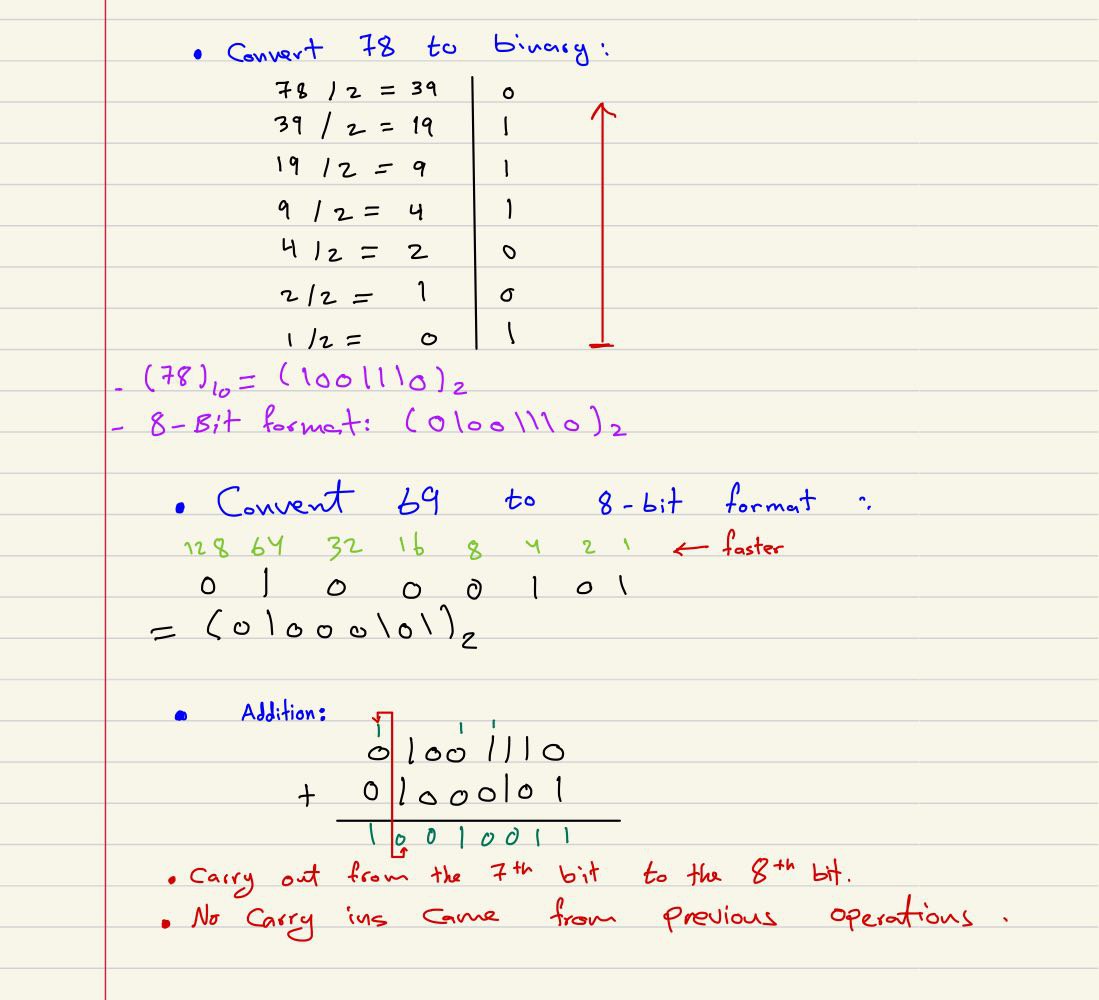 • Convert 78 to binary:
78 / 2 = 39 | 0
39 / 2 = 19 | 1
19 / 2 = 9 | 1
9 / 2 = 4 | 1
4 / 2 = 2 | 0
2 / 2 = 1 | 0
1 / 2 = 0 | 1
- (78)₁₀ = (1001110)₂
- 8-Bit format: (01001110)₂
• Convent 69 to 8-bit format :
128 64 32 16 8 4 2 1 ← faster
0 1 0 0 0 1 0 1
= (01000101)₂
• Addition:
1 1 1
01001110
+ 01000101
10010011
• Carry out from the 7th bit to the 8th bit.
• No Carry ins came from previous operations .